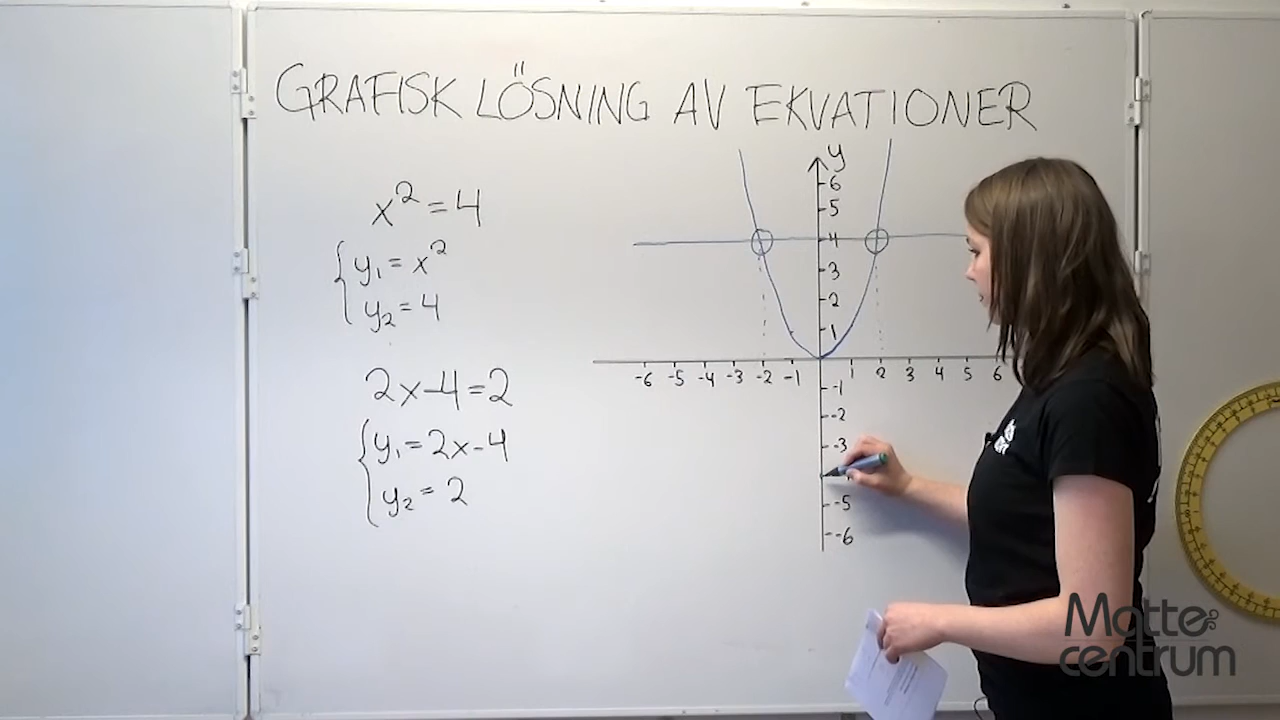 GRAFISK LÖSNING AV EKVATIONER
x² = 4
y₁ = x²
y₂ = 4
2x-4=2
y₁ = 2x-4
y₂ = 2
y
6
5
4
3
2
1
-6 -5 -4 -3 -2 -1 1 2 3 4 5 6
-1
-2
-3
-5
-6
Matte
centrum